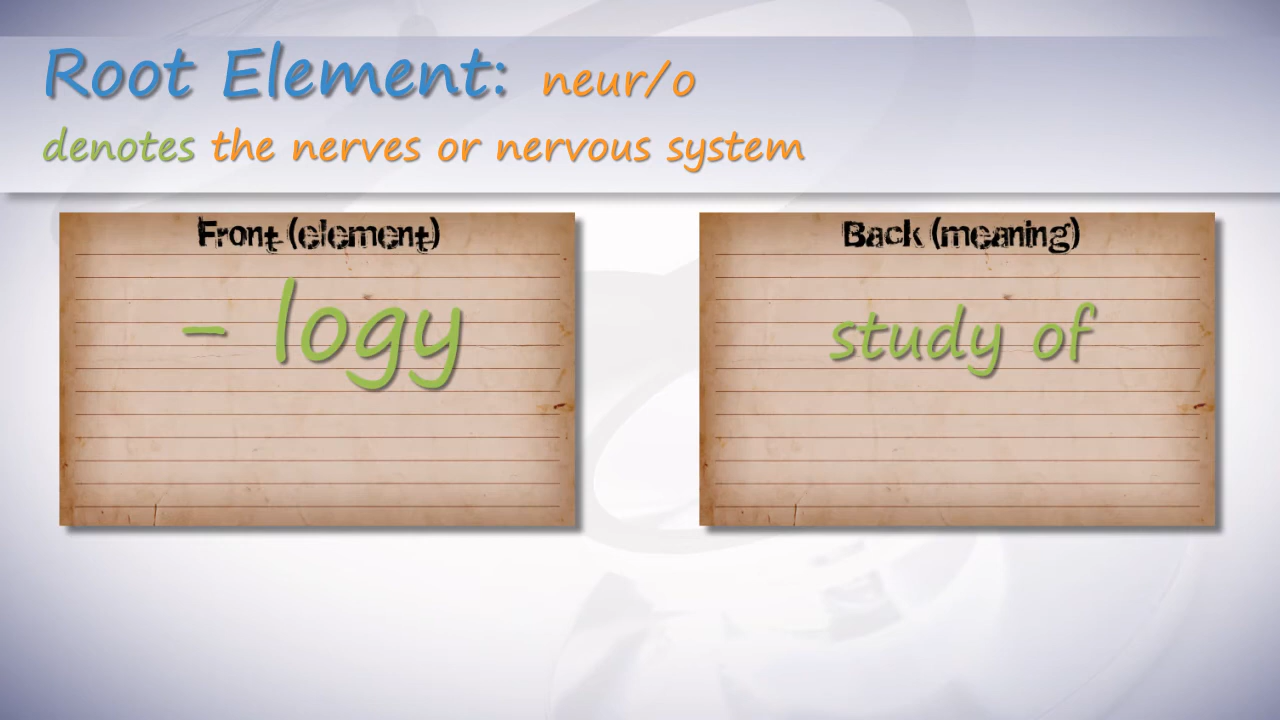 Root Element: neur/o
denotes the nerves or nervous system
Front (element)
- logy
Back (meaning)
study of